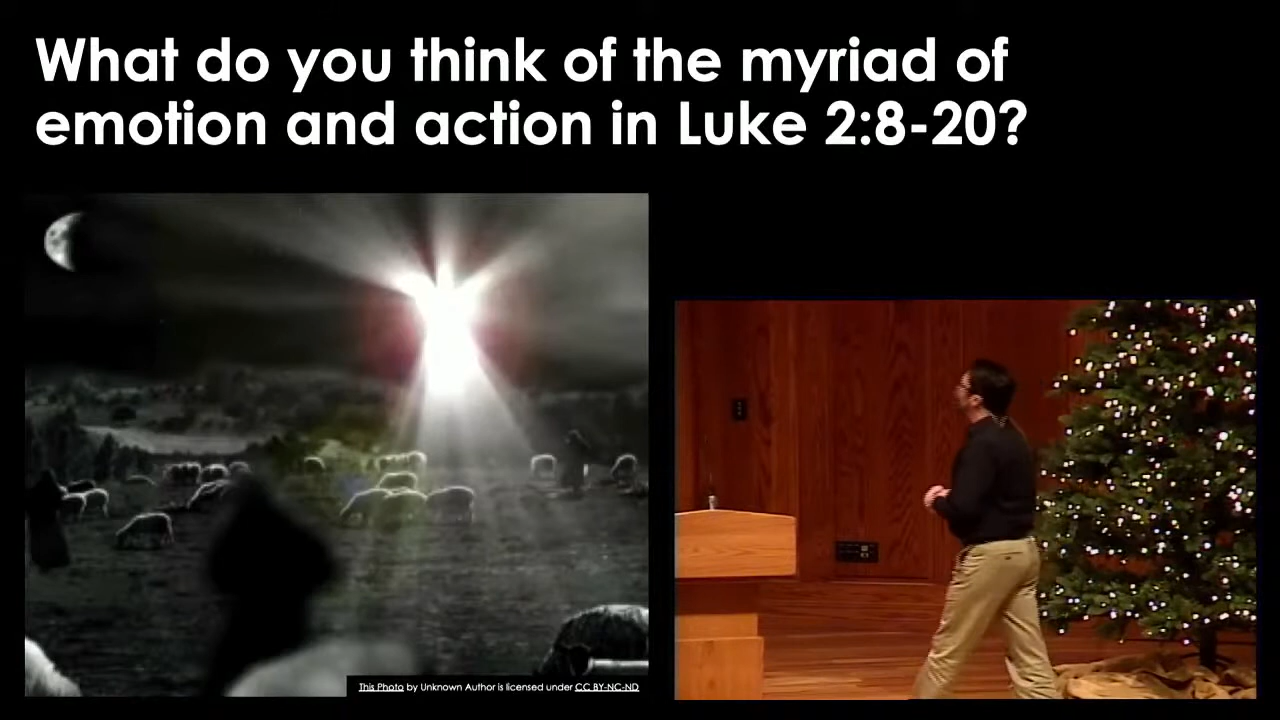 What do you think of the myriad of
emotion and action in Luke 2:8-20?
This Photo by Unknown Author is licensed under CC BY-NC-ND